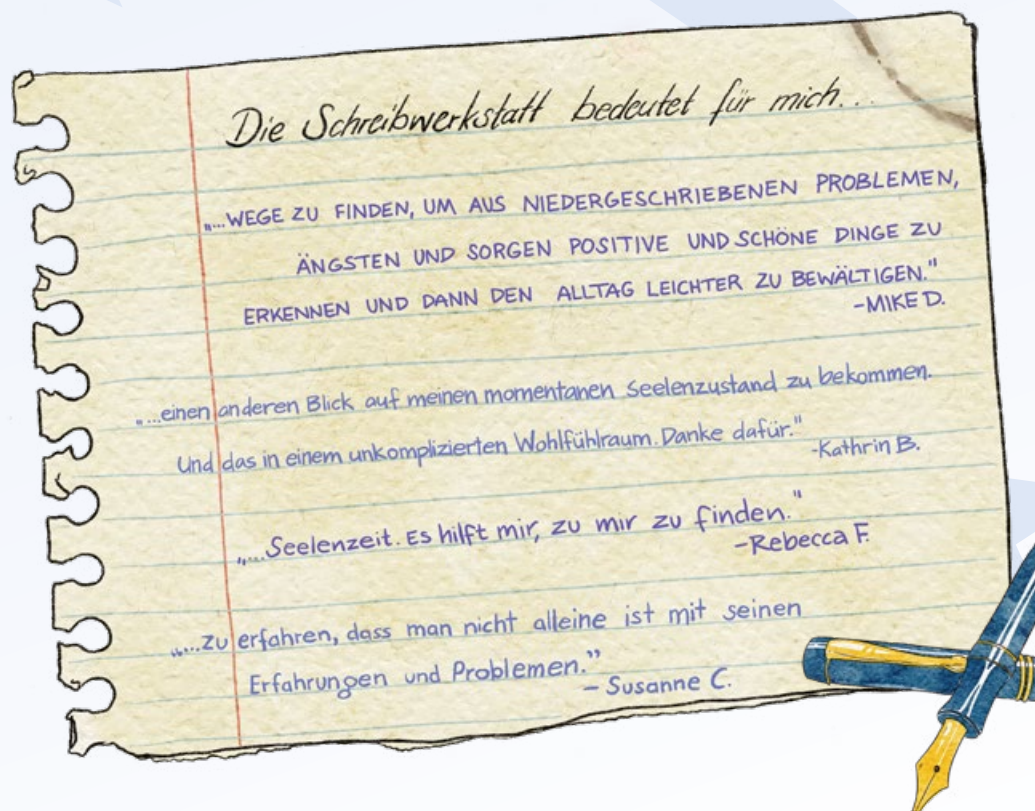 Die Schreibwerkstatt bedeutet für mich...
„...WEGE ZU FINDEN, UM AUS NIEDERGESCHRIEBENEN PROBLEMEN,
ÄNGSTEN UND SORGEN POSITIVE UND SCHÖNE DINGE ZU
ERKENNEN UND DANN DEN ALLTAG LEICHTER ZU BEWÄLTIGEN."
-MIKE D.
„...einen anderen Blick auf meinen momentanen Seelenzustand zu bekommen.
Und das in einem unkomplizierten Wohlfühlraum. Danke dafür."
-Kathrin B.
„...Seelenzeit. Es hilft mir, zu mir zu finden."
-Rebecca F.
„...zu erfahren, dass man nicht alleine ist mit seinen
Erfahrungen und Problemen.”
- Susanne C.